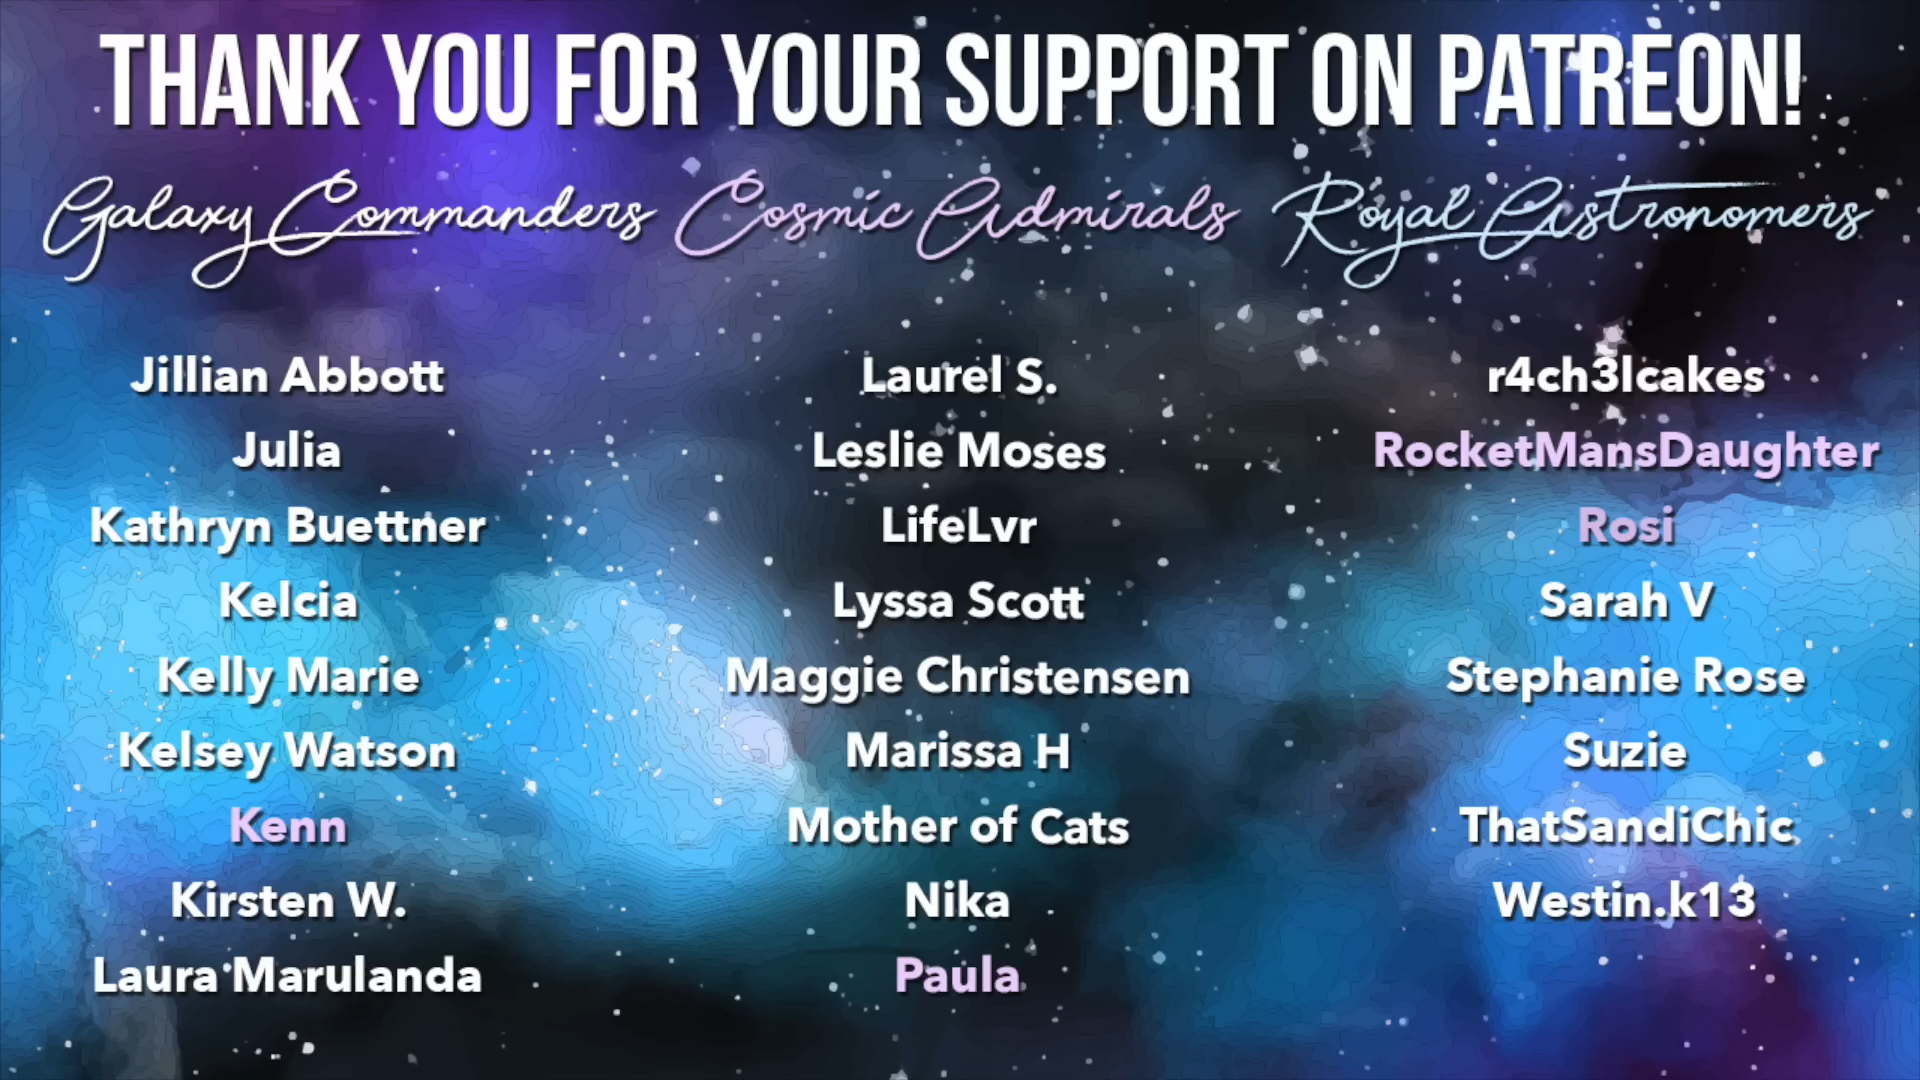 THANK YOU FOR YOUR SUPPORT ON PATREON!
Galaxy Commanders Cosmic Admirals Royal Astronomers
Jillian Abbott
Julia
Kathryn Buettner
Kelcia
Kelly Marie
Kelsey Watson
Kenn
Kirsten W.
Laura Marulanda
Laurel S.
Leslie Moses
LifeLvr
Lyssa Scott
Maggie Christensen
Marissa H
Mother of Cats
Nika
Paula
r4ch3lcakes
RocketMansDaughter
Rosi
Sarah V
Stephanie Rose
Suzie
ThatSandiChic
Westin.k13